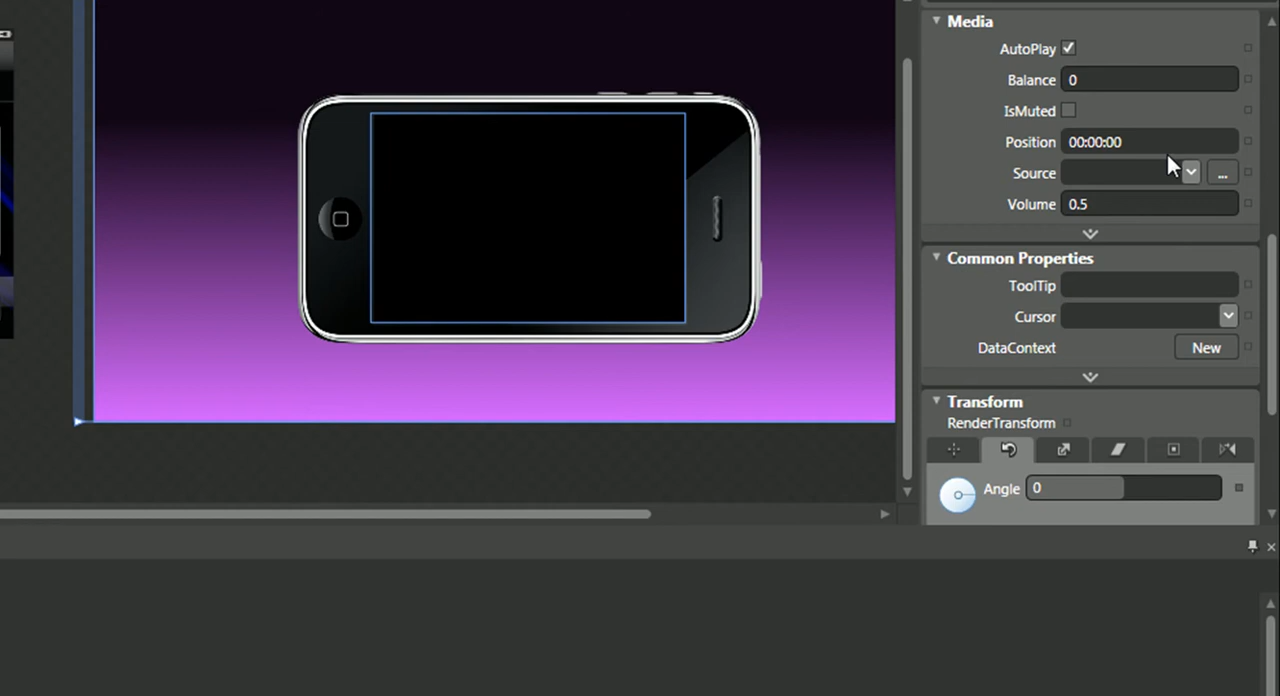 Media
AutoPlay
Balance 0
IsMuted
Position 00:00:00
Source ...
Volume 0.5
Common Properties
ToolTip
Cursor
DataContext New
Transform
RenderTransform
Angle 0